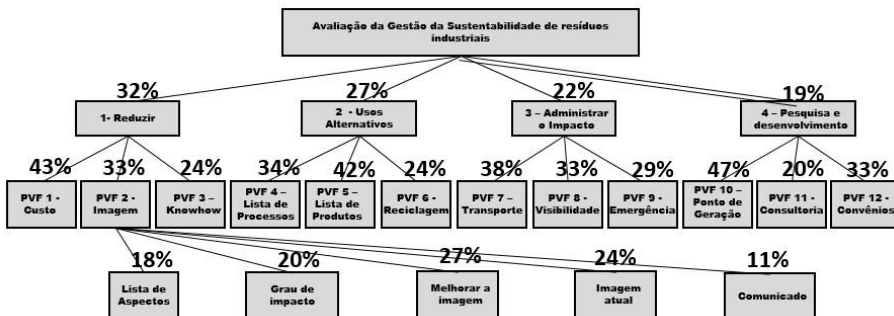 Avaliação da Gestão da Sustentabilidade de resíduos
industriais
32%
27%
22%
19%
1- Reduzir
2 - Usos
Alternativos
3 – Administrar
o Impacto
4 – Pesquisa e
desenvolvimento
43%
33%
24%
34%
42%
24%
38%
33%
29%
47%
20%
33%
PVF 1 -
Custo
PVF 2 -
Imagem
PVF 3 –
Knowhow
PVF 4 –
Lista de
Processos
PVF 5 –
Lista de
Produtos
PVF 6 -
Reciclagem
PVF 7 –
Transporte
PVF 8 -
Visibilidade
PVF 9 -
Emergência
PVF 10 –
Ponto de
Geração
PVF 11 -
Consultoria
PVF 12 -
Convênios
18%
20%
27%
24%
11%
Lista de
Aspectos
Grau de
impacto
Melhorar a
imagem
Imagem
atual
Comunicado